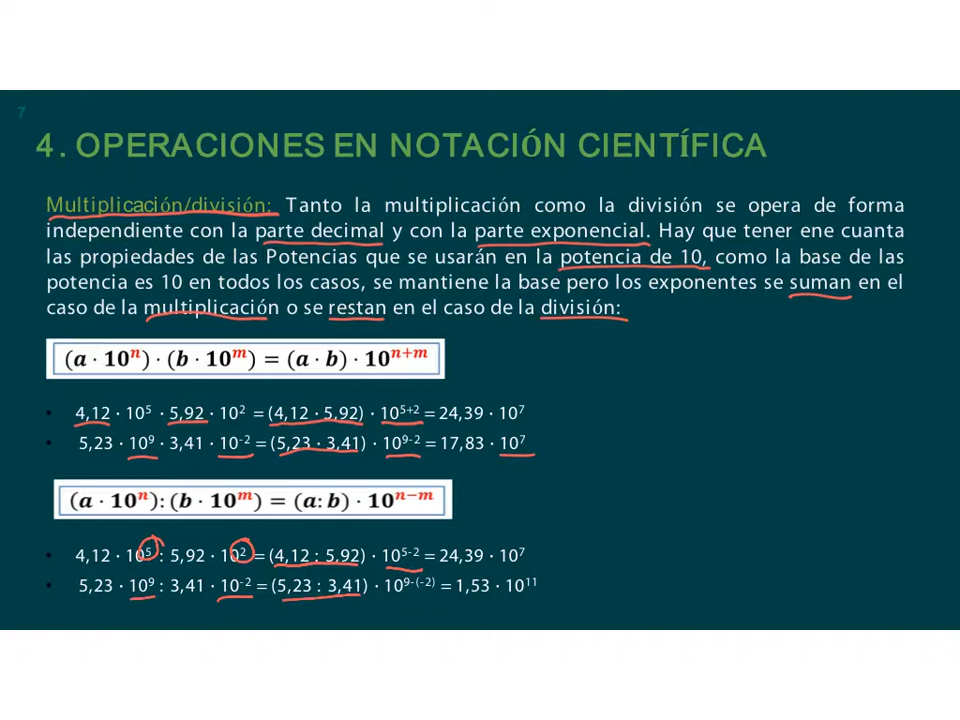 7
4. OPERACIONES EN NOTACIÓN CIENTÍFICA
Multiplicación/división: Tanto la multiplicación como la división se opera de forma
independiente con la parte decimal y con la parte exponencial. Hay que tener ene cuanta
las propiedades de las Potencias que se usarán en la potencia de 10, como la base de las
potencia es 10 en todos los casos, se mantiene la base pero los exponentes se suman en el
caso de la multiplicación o se restan en el caso de la división:
(a · 10ⁿ) · (b · 10ᵐ) = (a · b) · 10ⁿ⁺ᵐ
• 4,12 · 10⁵ · 5,92 · 10² = (4,12 · 5,92) · 10⁵⁺² = 24,39 · 10⁷
• 5,23 · 10⁹ · 3,41 · 10⁻² = (5,23 · 3,41) · 10⁹⁻² = 17,83 · 10⁷
(a · 10ⁿ): (b · 10ᵐ) = (a: b) · 10ⁿ⁻ᵐ
• 4,12 · 10⁵ : 5,92 · 10² = (4,12 : 5,92) · 10⁵⁻² = 24,39 · 10⁷
• 5,23 · 10⁹ : 3,41 · 10⁻² = (5,23 : 3,41) · 10⁹⁻⁽⁻²⁾ = 1,53 · 10¹¹